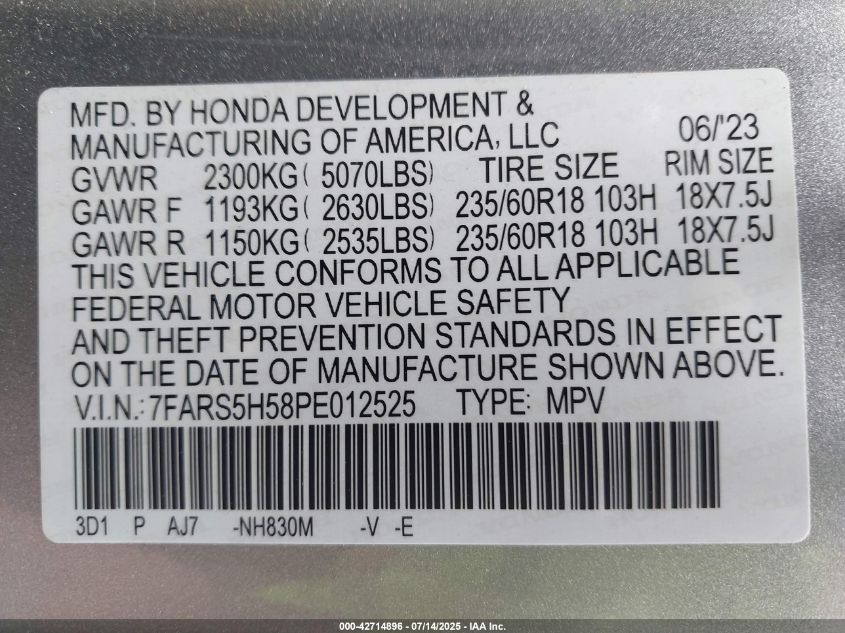 MFD. BY HONDA DEVELOPMENT &
MANUFACTURING OF AMERICA, LLC 06/'23
GVWR 2300KG( 5070LBS) TIRE SIZE RIM SIZE
GAWR F 1193KG( 2630LBS) 235/60R18 103H 18X7.5J
GAWR R 1150KG( 2535LBS) 235/60R18 103H 18X7.5J
THIS VEHICLE CONFORMS TO ALL APPLICABLE
FEDERAL MOTOR VEHICLE SAFETY
AND THEFT PREVENTION STANDARDS IN EFFECT
ON THE DATE OF MANUFACTURE SHOWN ABOVE.
V.I.N.: 7FARS5H58PE012525 TYPE: MPV
3D1 P AJ7 -NH830M -V -E
000-42714896 - 07/14/2025 - IAA Inc.